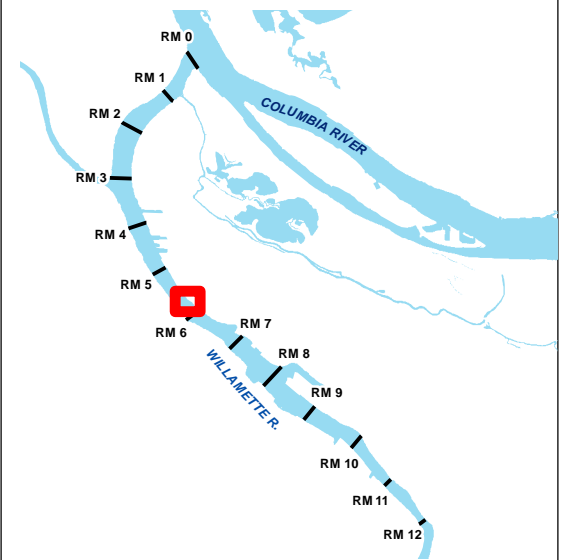 RM 0
RM 1
RM 2
COLUMBIA RIVER
RM 3
RM 4
RM 5
RM 6
RM 7
WILLAMETTE R.
RM 8
RM 9
RM 10
RM 11
RM 12